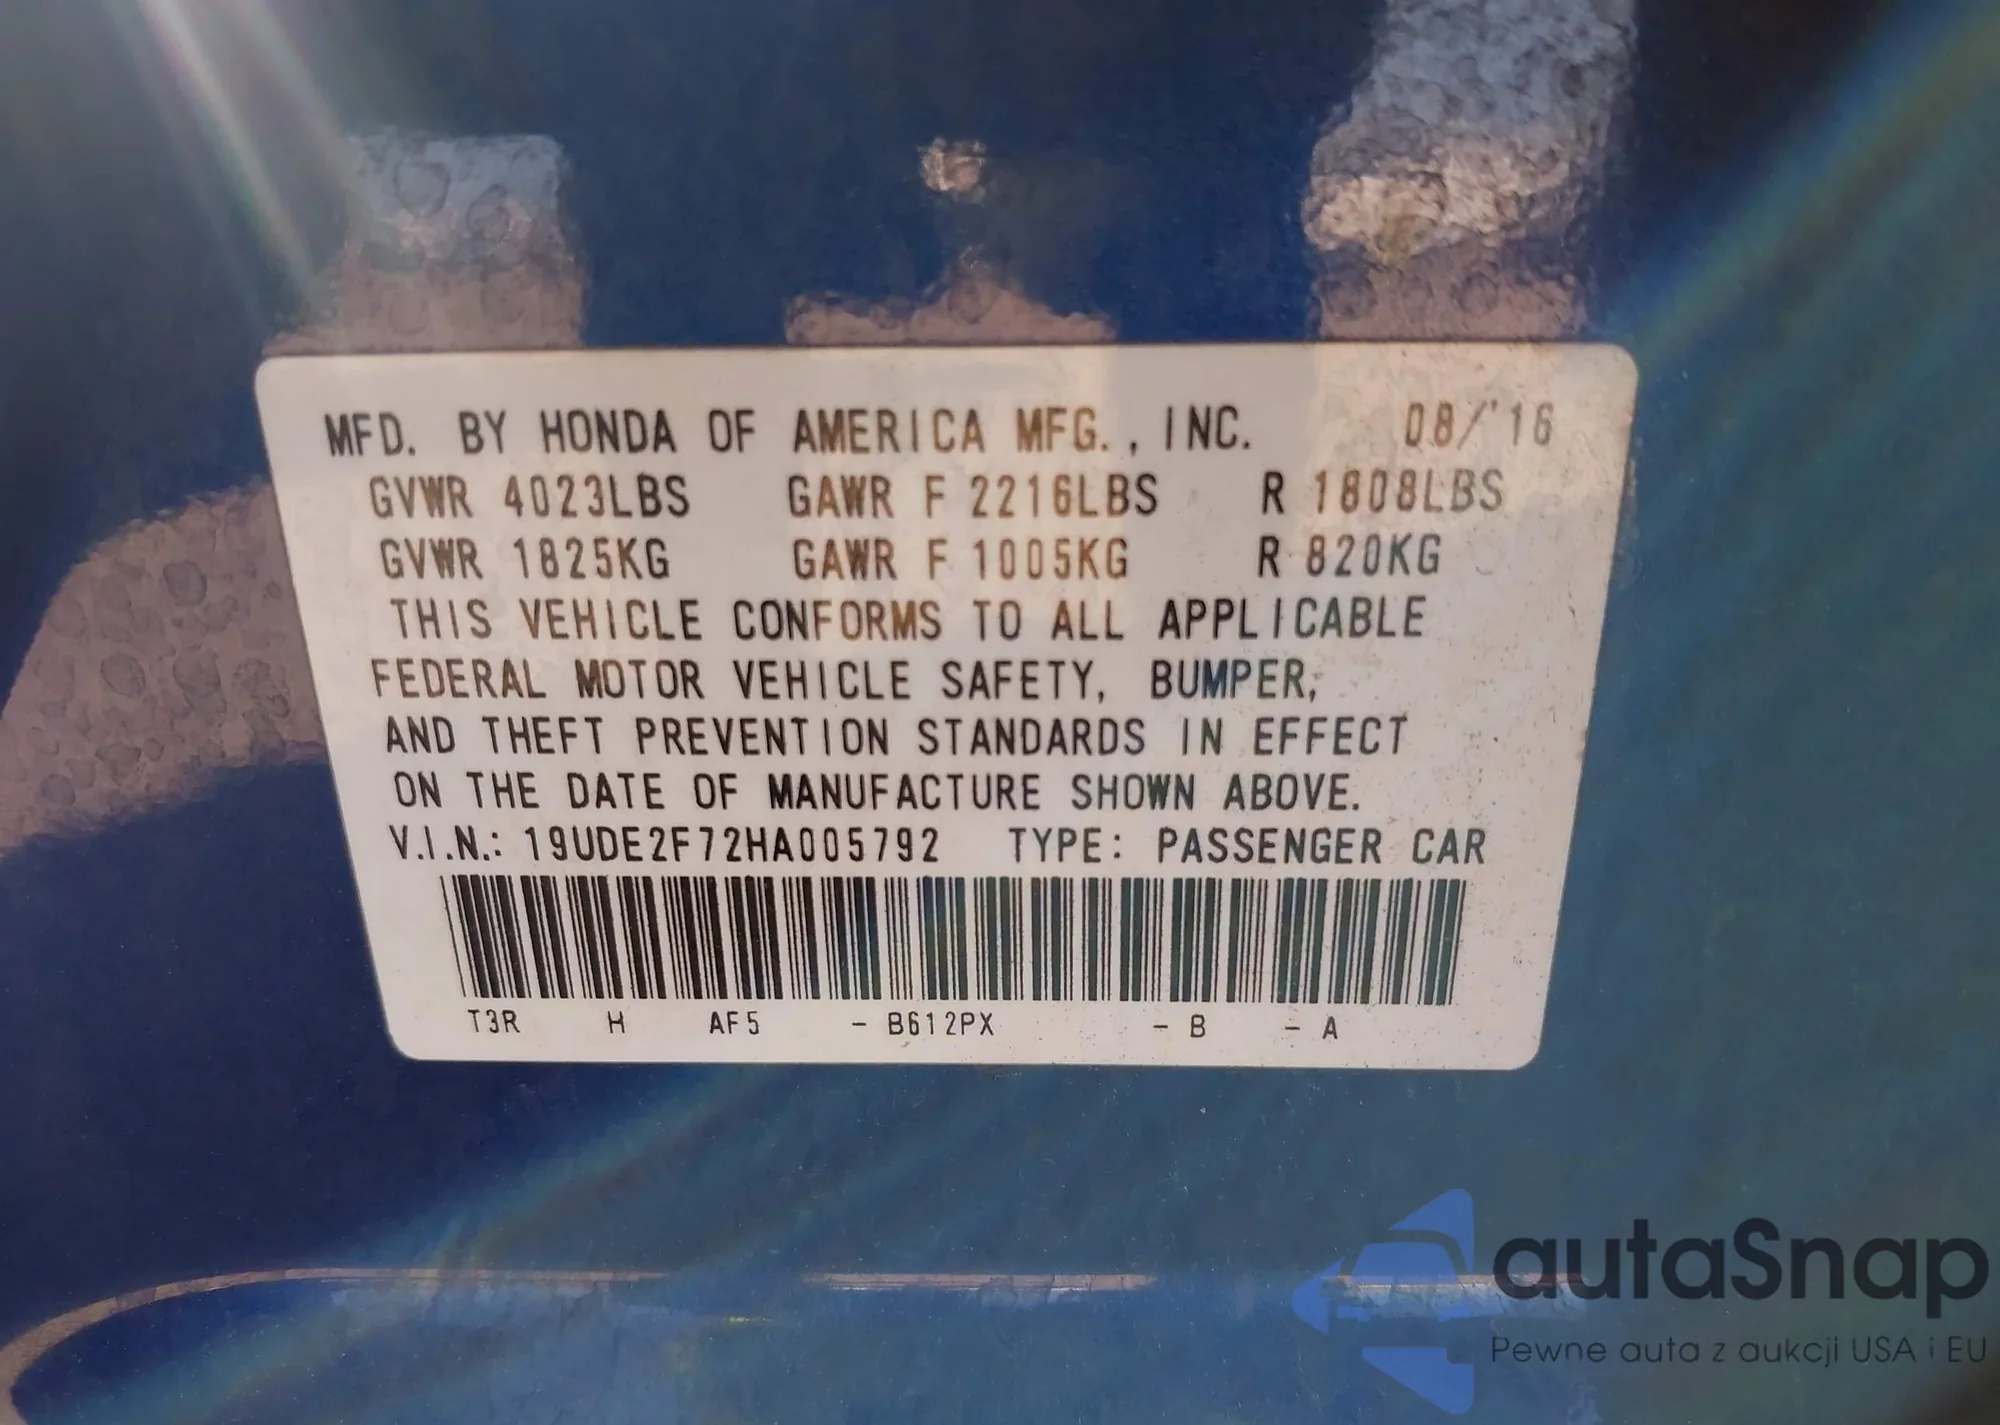 MFD. BY HONDA OF AMERICA MFG., INC. 08/'16
GVWR 4023LBS GAWR F 2216LBS R 1808LBS
GVWR 1825KG GAWR F 1005KG R 820KG
THIS VEHICLE CONFORMS TO ALL APPLICABLE
FEDERAL MOTOR VEHICLE SAFETY, BUMPER,
AND THEFT PREVENTION STANDARDS IN EFFECT
ON THE DATE OF MANUFACTURE SHOWN ABOVE.
V.I.N.: 19UDE2F72HA005792 TYPE: PASSENGER CAR
T3R H AF5 - B612PX - B - A
autaSnap
Pewne auta z aukcji USA i EU